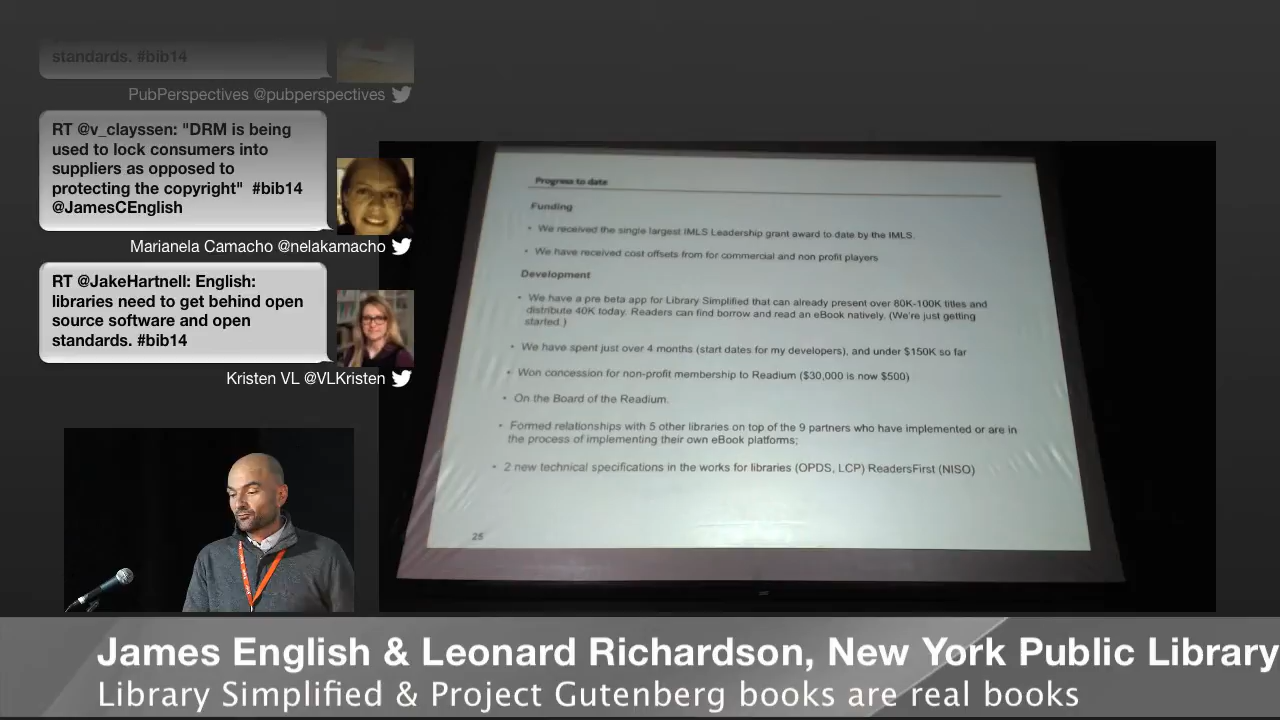 standards. #bib14
PubPerspectives @pubperspectives
RT @v_clayssen: "DRM is being
used to lock consumers into
suppliers as opposed to
protecting the copyright" #bib14
@JamesCEnglish
Marianela Camacho @nelakamacho
RT @JakeHartnell: English:
libraries need to get behind open
source software and open
standards. #bib14
Kristen VL @VLKristen
Progress to date
Funding
• We received the single largest IMLS Leadership grant award to date by the IMLS.
• We have received cost offsets from for commercial and non profit players
Development
• We have a pre beta app for Library Simplified that can already present over 80K-100K titles and
distribute 40K today. Readers can find borrow and read an eBook natively. (We're just getting
started.)
• We have spent just over 4 months (start dates for my developers), and under $150K so far
• Won concession for non-profit membership to Readium ($30,000 is now $500)
• On the Board of the Readium.
• Formed relationships with 5 other libraries on top of the 9 partners who have implemented or are in
the process of implementing their own eBook platforms;
• 2 new technical specifications in the works for libraries (OPDS, LCP) ReadersFirst (NISO)
25
James English & Leonard Richardson, New York Public Library
Library Simplified & Project Gutenberg books are real books